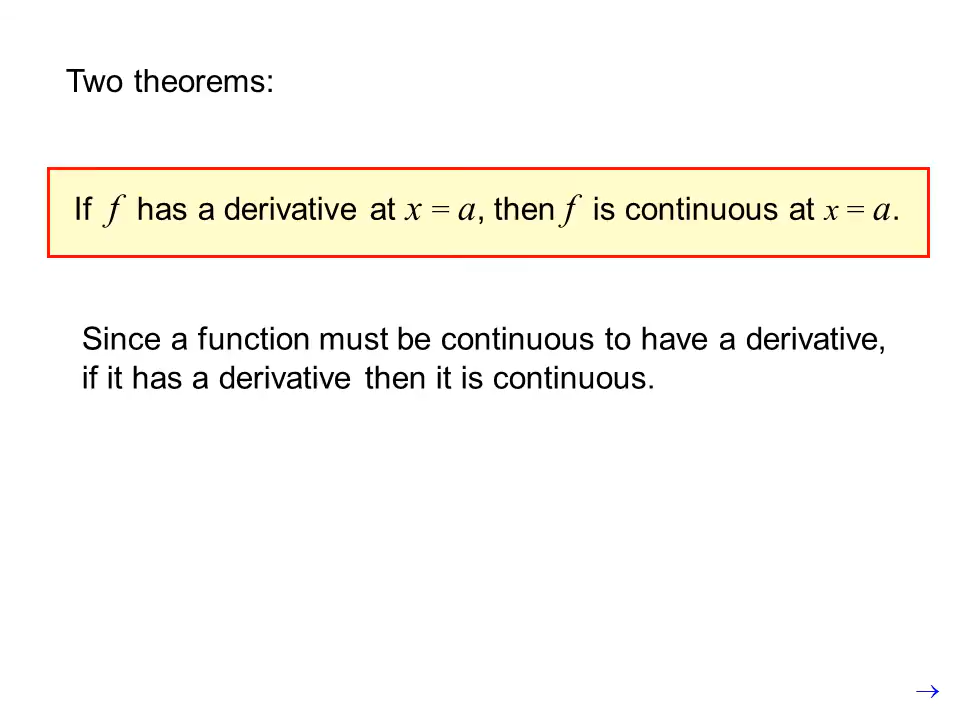 Two theorems:
If f has a derivative at x = a, then f is continuous at x = a.
Since a function must be continuous to have a derivative,
if it has a derivative then it is continuous.
→